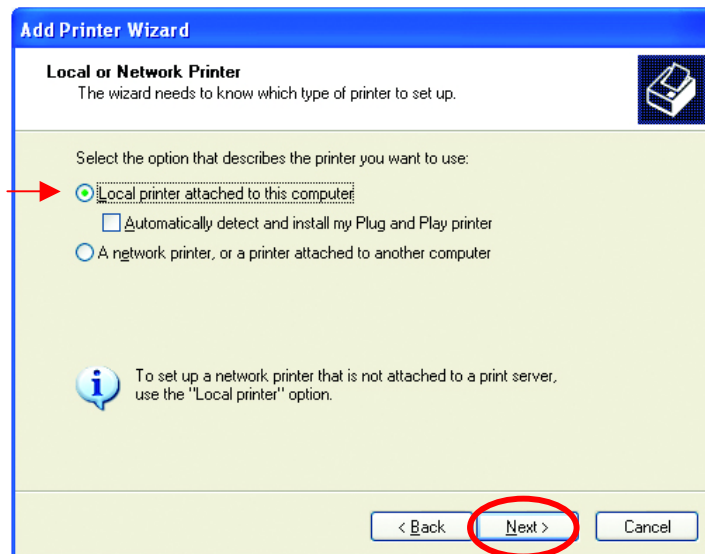 Add Printer Wizard
Local or Network Printer
The wizard needs to know which type of printer to set up.
Select the option that describes the printer you want to use:
Local printer attached to this computer
Automatically detect and install my Plug and Play printer
A network printer, or a printer attached to another computer
To set up a network printer that is not attached to a print server,
use the "Local printer" option.
< Back Next > Cancel